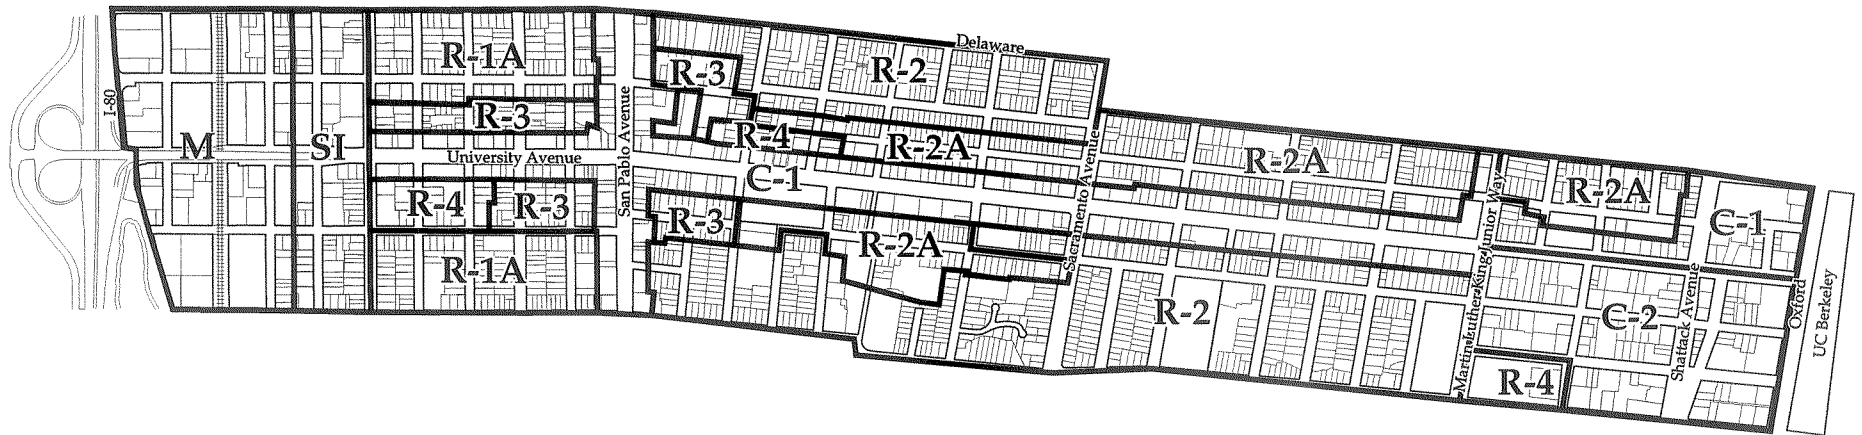 I-80
M
SI
R-1A
R-3
University Avenue
R-4
R-3
R-1A
San Pablo Avenue
R-3
R-2
Delaware
R-4
R-2A
C-1
R-3
R-2A
Sacramento Avenue
R-2A
R-2
Martin Luther King Junior Way
R-2A
C-1
C-2
Shattack Avenue
R-4
Oxford
UC Berkeley